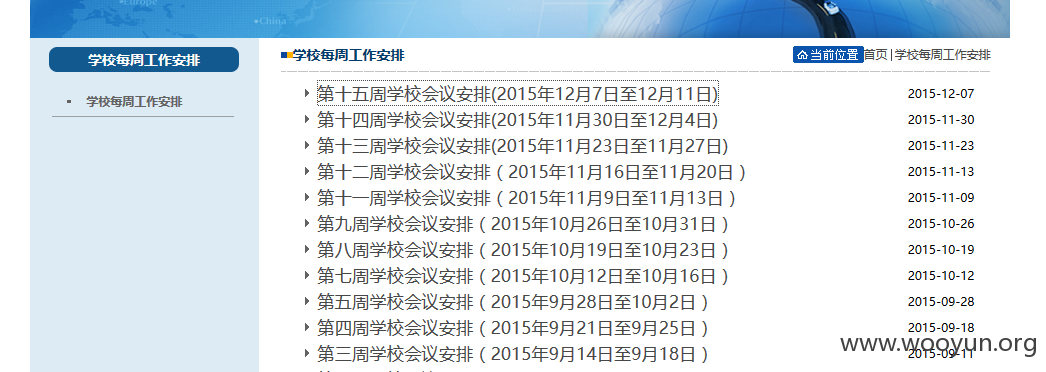 Europe
China
学校每周工作安排
学校每周工作安排
学校每周工作安排
当前位置 首页 | 学校每周工作安排
第十五周学校会议安排(2015年12月7日至12月11日) 2015-12-07
第十四周学校会议安排(2015年11月30日至12月4日) 2015-11-30
第十三周学校会议安排(2015年11月23日至11月27日) 2015-11-23
第十二周学校会议安排（2015年11月16日至11月20日） 2015-11-13
第十一周学校会议安排（2015年11月9日至11月13日） 2015-11-09
第九周学校会议安排（2015年10月26日至10月31日） 2015-10-26
第八周学校会议安排（2015年10月19日至10月23日） 2015-10-19
第七周学校会议安排（2015年10月12日至10月16日） 2015-10-12
第五周学校会议安排（2015年9月28日至10月2日） 2015-09-28
第四周学校会议安排（2015年9月21日至9月25日） 2015-09-18
第三周学校会议安排（2015年9月14日至9月18日） 2015-09-11
www.wooyun.org